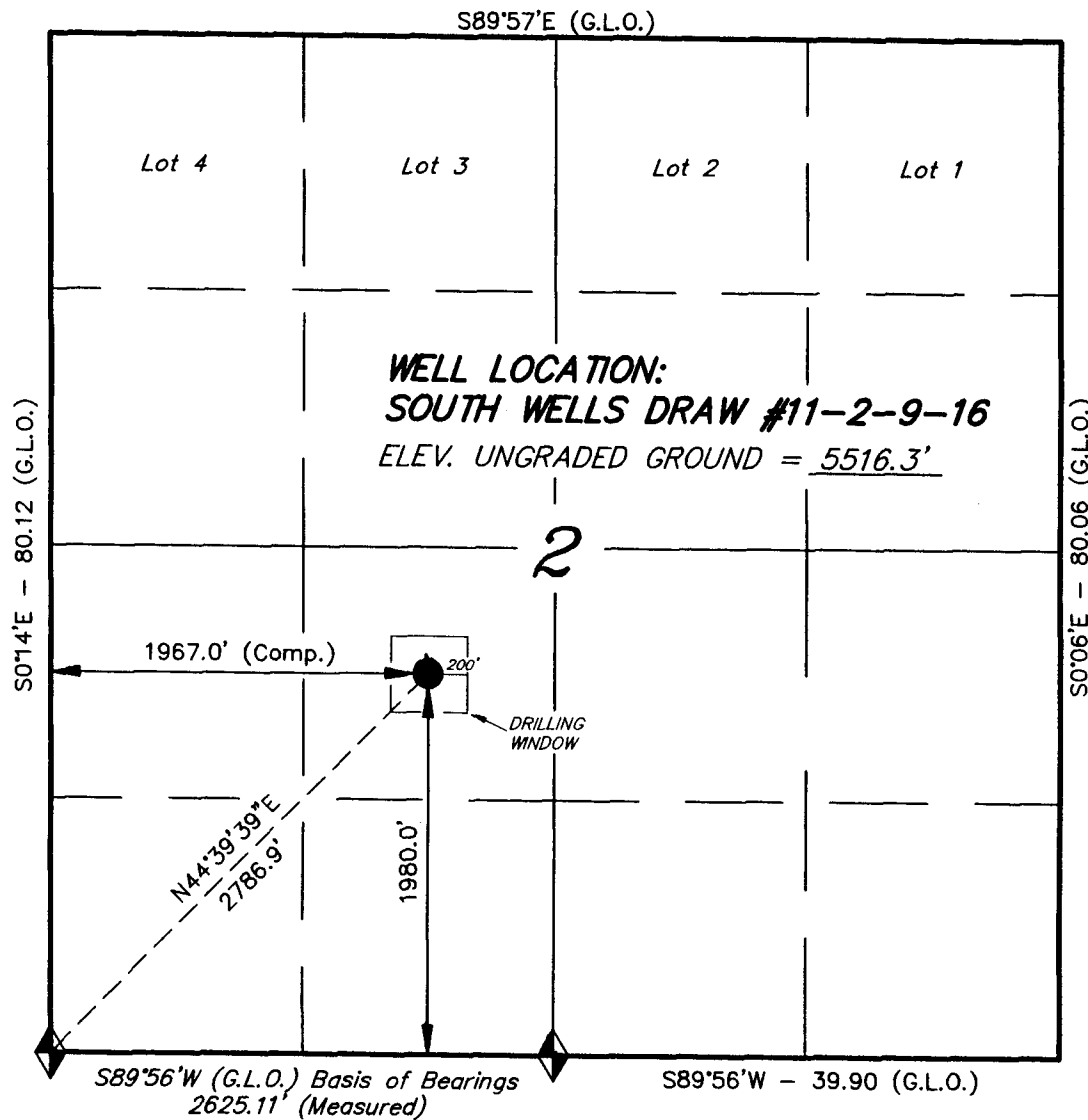 S89°57'E (G.L.O.)
Lot 4
Lot 3
Lot 2
Lot 1
WELL LOCATION:
SOUTH WELLS DRAW #11-2-9-16
ELEV. UNGRADED GROUND = 5516.3'
S0°14'E - 80.12 (G.L.O.)
S0°06'E - 80.06 (G.L.O.)
2
1967.0' (Comp.)
200'
DRILLING
WINDOW
N44°39'39"E
2786.9'
1980.0'
S89°56'W (G.L.O.) Basis of Bearings
2625.11' (Measured)
S89°56'W - 39.90 (G.L.O.)